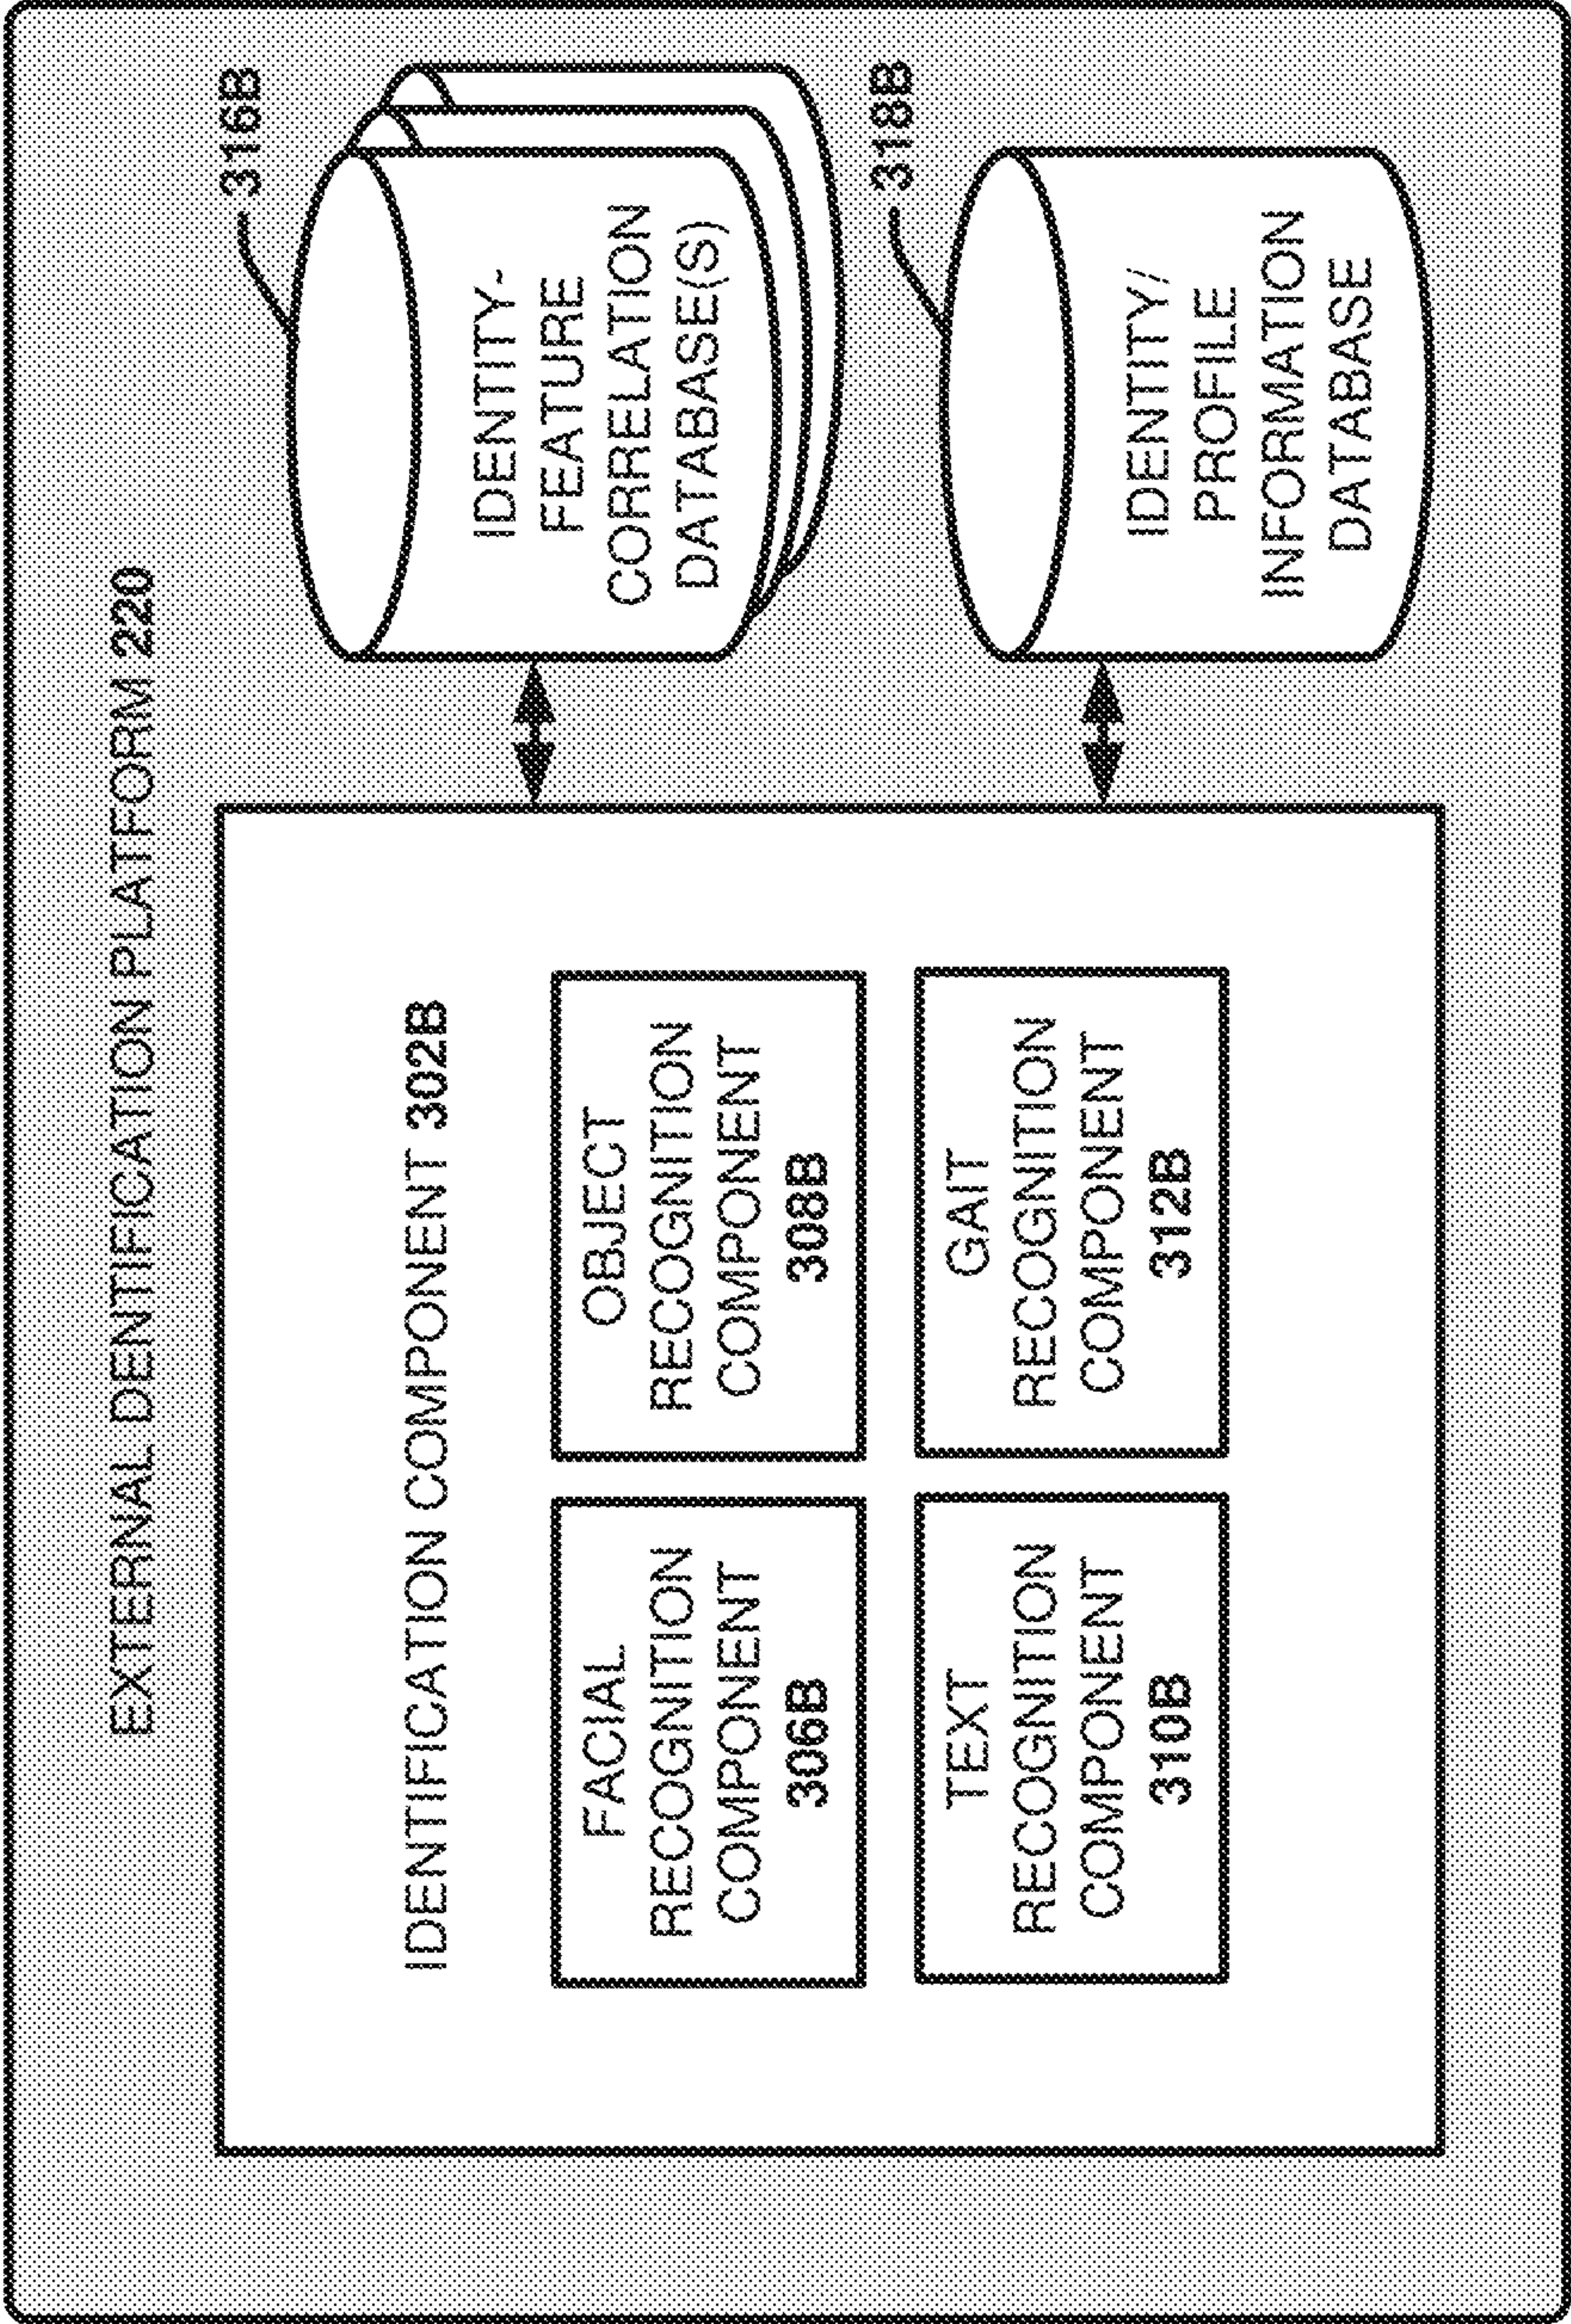 EXTERNAL IDENTIFICATION PLATFORM 220
IDENTIFICATION COMPONENT 302B
FACIAL
RECOGNITION
COMPONENT
306B
OBJECT
RECOGNITION
COMPONENT
308B
TEXT
RECOGNITION
COMPONENT
310B
GAIT
RECOGNITION
COMPONENT
312B
316B
IDENTITY-
FEATURE
CORRELATION
DATABASE(S)
318B
IDENTITY/
PROFILE
INFORMATION
DATABASE